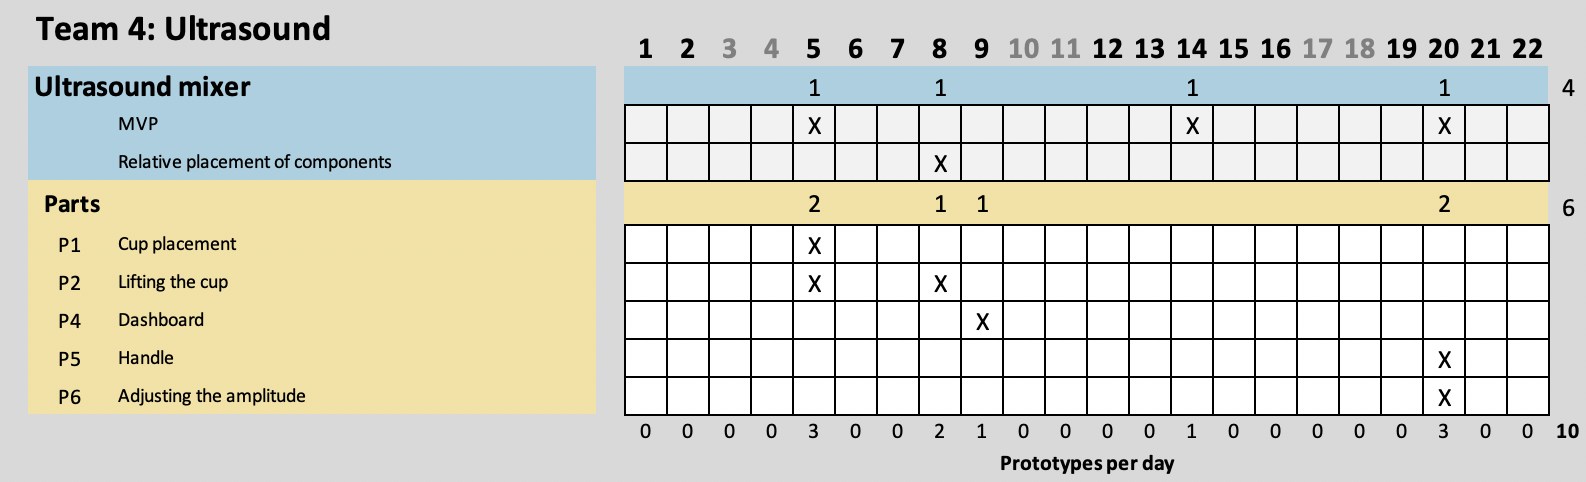 Team 4: Ultrasound
1 2 3 4 5 6 7 8 9 10 11 12 13 14 15 16 17 18 19 20 21 22
Ultrasound mixer 1 1 1 1 4
MVP X X X
Relative placement of components X
Parts 2 1 1 2 6
P1 Cup placement X
P2 Lifting the cup X X
P4 Dashboard X
P5 Handle X
P6 Adjusting the amplitude X
0 0 0 0 3 0 0 2 1 0 0 0 0 1 0 0 0 0 0 3 0 0 10
Prototypes per day